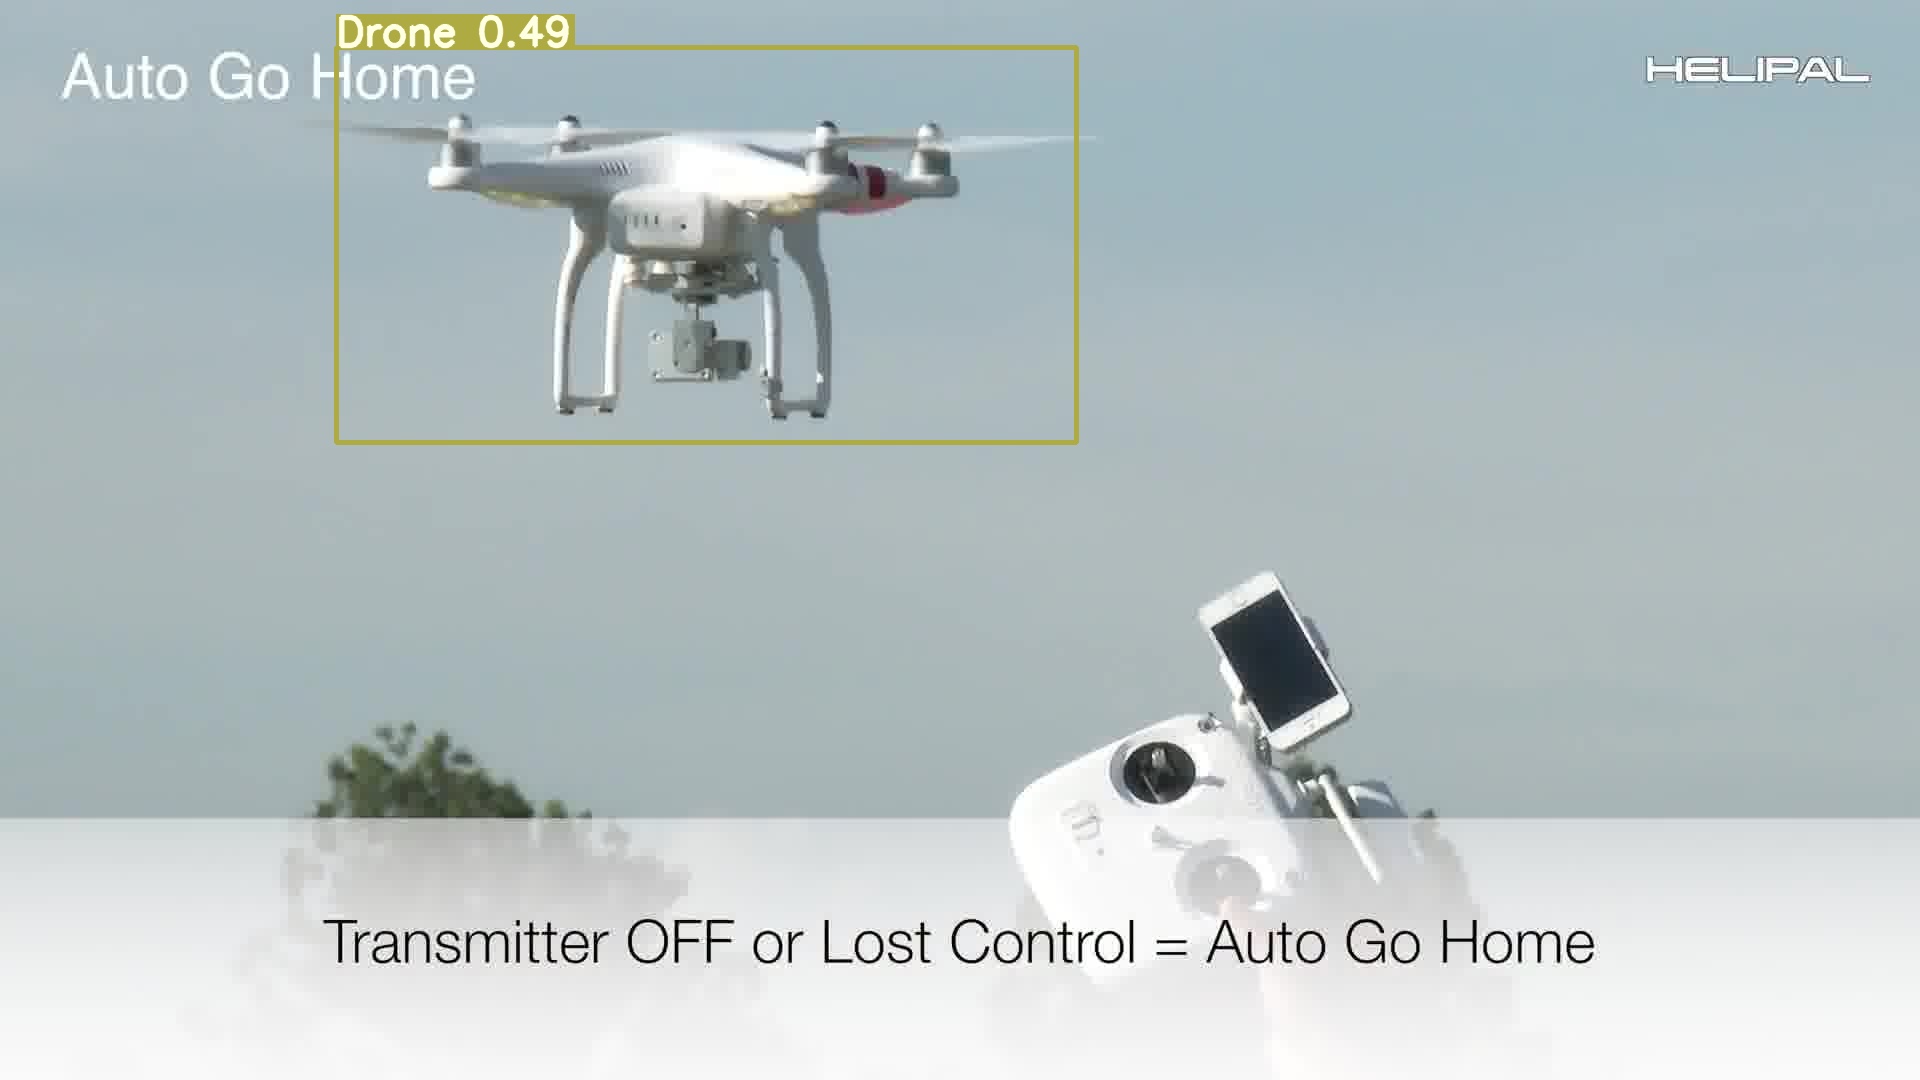 Drone 0.49
Auto Go Home
HELIPAL
Transmitter OFF or Lost Control = Auto Go Home